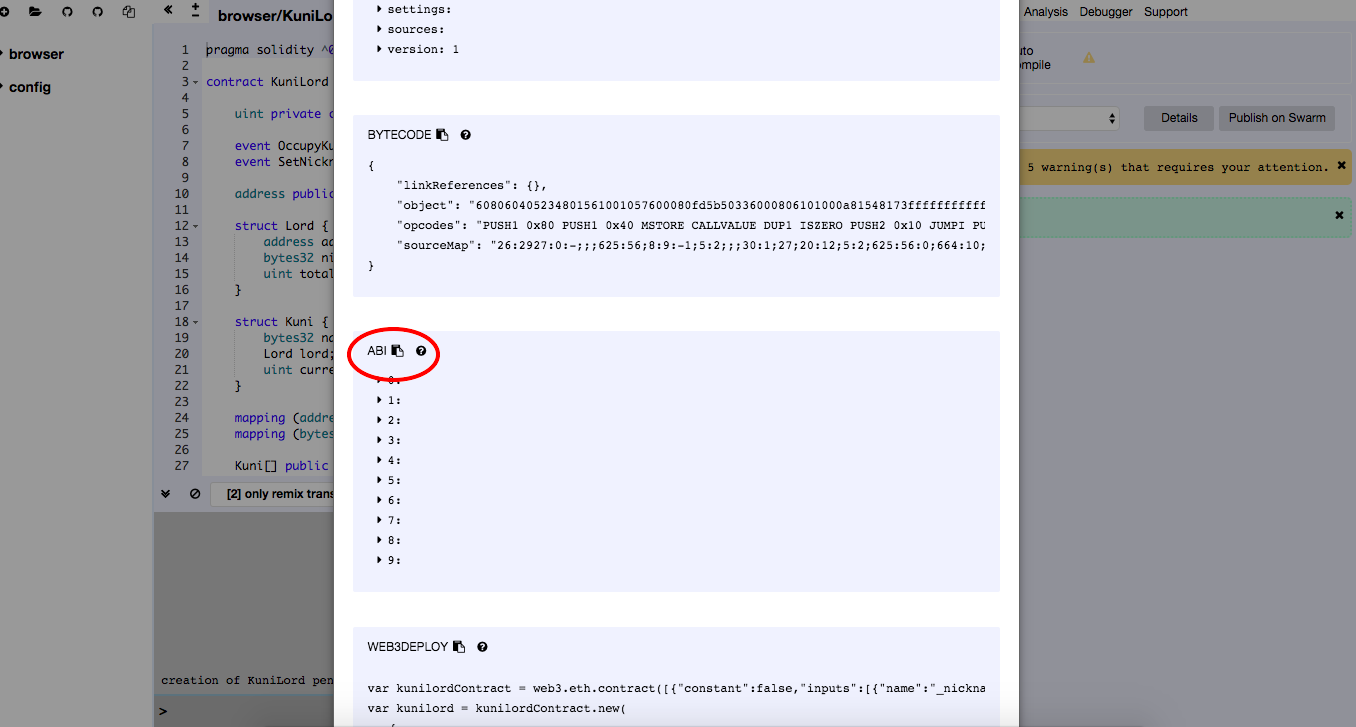 browser/KuniLo
browser
config
1 pragma solidity ^0
2
3 contract KuniLord
4
5 uint private
6
7 event OccupyKu
8 event SetNickn
9
10 address public
11
12 struct Lord {
13 address ad
14 bytes32 ni
15 uint total
16 }
17
18 struct Kuni {
19 bytes32 na
20 Lord lord;
21 uint curre
22 }
23
24 mapping (addre
25 mapping (bytes
26
27 Kuni[] public
[2] only remix trans
creation of KuniLord pen
>
settings:
sources:
version: 1
BYTECODE
{
"linkReferences": {},
"object": "608060405234801561001057600080fd5b50336000806101000a81548173fffffffffff
"opcodes": "PUSH1 0x80 PUSH1 0x40 MSTORE CALLVALUE DUP1 ISZERO PUSH2 0x10 JUMPI PU
"sourceMap": "26:2927:0:-;;;625:56;8:9:-1;5:2;;;30:1;27;20:12;5:2;625:56:0;664:10;
}
ABI
0:
1:
2:
3:
4:
5:
6:
7:
8:
9:
WEB3DEPLOY
var kunilordContract = web3.eth.contract([{"constant":false,"inputs":[{"name":"_nickna
var kunilord = kunilordContract.new(
{
Analysis Debugger Support
uto
mpile
Details Publish on Swarm
5 warning(s) that requires your attention.